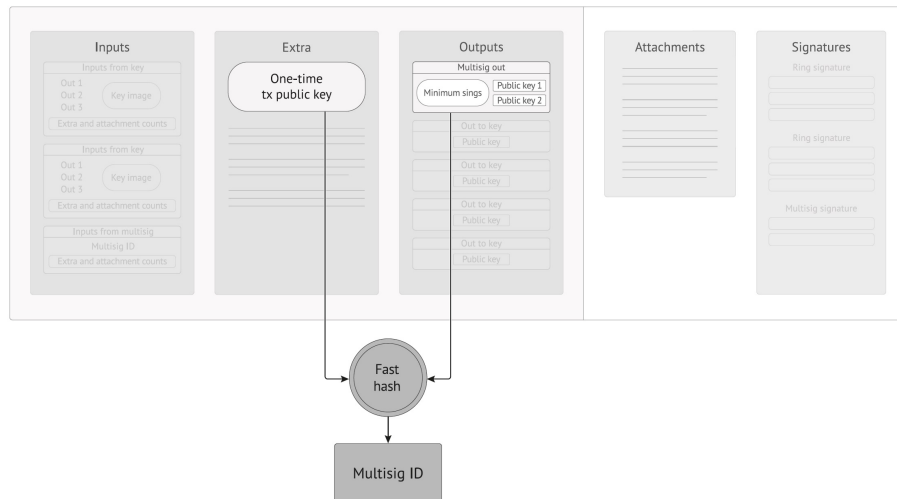 Inputs
Inputs from key
Out 1
Out 2
Out 3
Key image
Extra and attachment counts
Inputs from key
Out 1
Out 2
Out 3
Key image
Extra and attachment counts
Inputs from multisig
Multisig ID
Extra and attachment counts
Extra
One-time
tx public key
Outputs
Multisig out
Minimum sings
Public key 1
Public key 2
Out to key
Public key
Out to key
Public key
Out to key
Public key
Out to key
Public key
Attachments
Signatures
Ring signature
Ring signature
Multisig signature
Fast
hash
Multisig ID